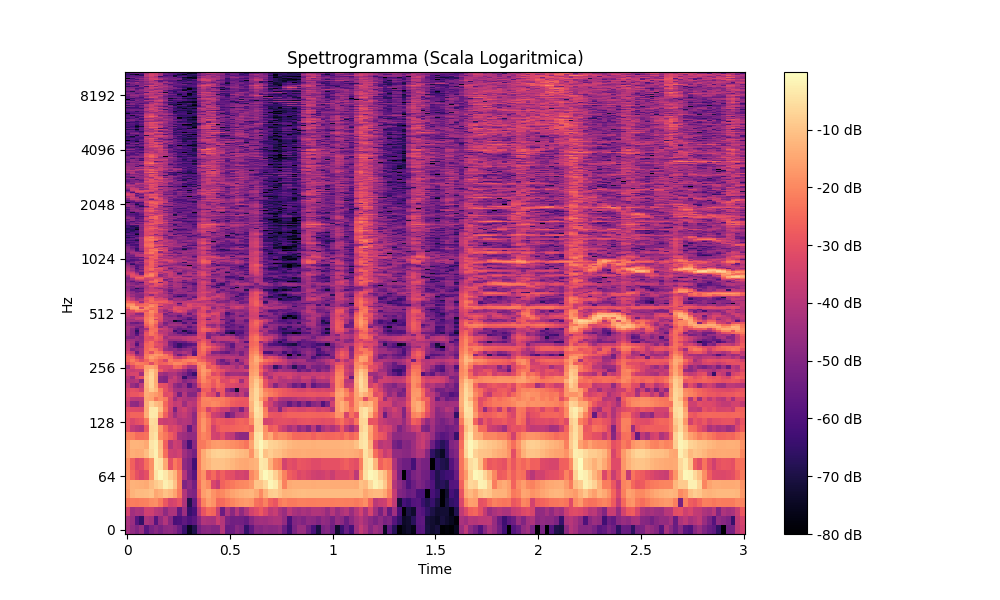 Spettrogramma (Scala Logaritmica)
8192
4096
2048
1024
512
256
128
64
0
Hz
0
0.5
1
1.5
2
2.5
3
Time
-10 dB
-20 dB
-30 dB
-40 dB
-50 dB
-60 dB
-70 dB
-80 dB